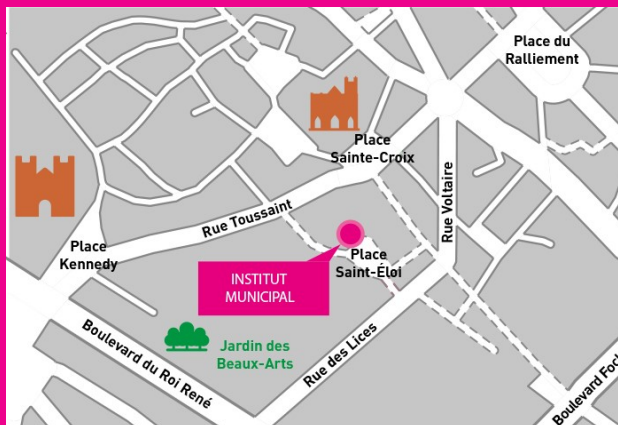 Place du
Ralliement
Place
Sainte-Croix
Rue Voltaire
Rue Toussaint
Place
Kennedy
INSTITUT
MUNICIPAL
Place
Saint-Éloi
Boulevard du Roi René
Jardin des
Beaux-Arts
Rue des Lices
Boulevard Foch